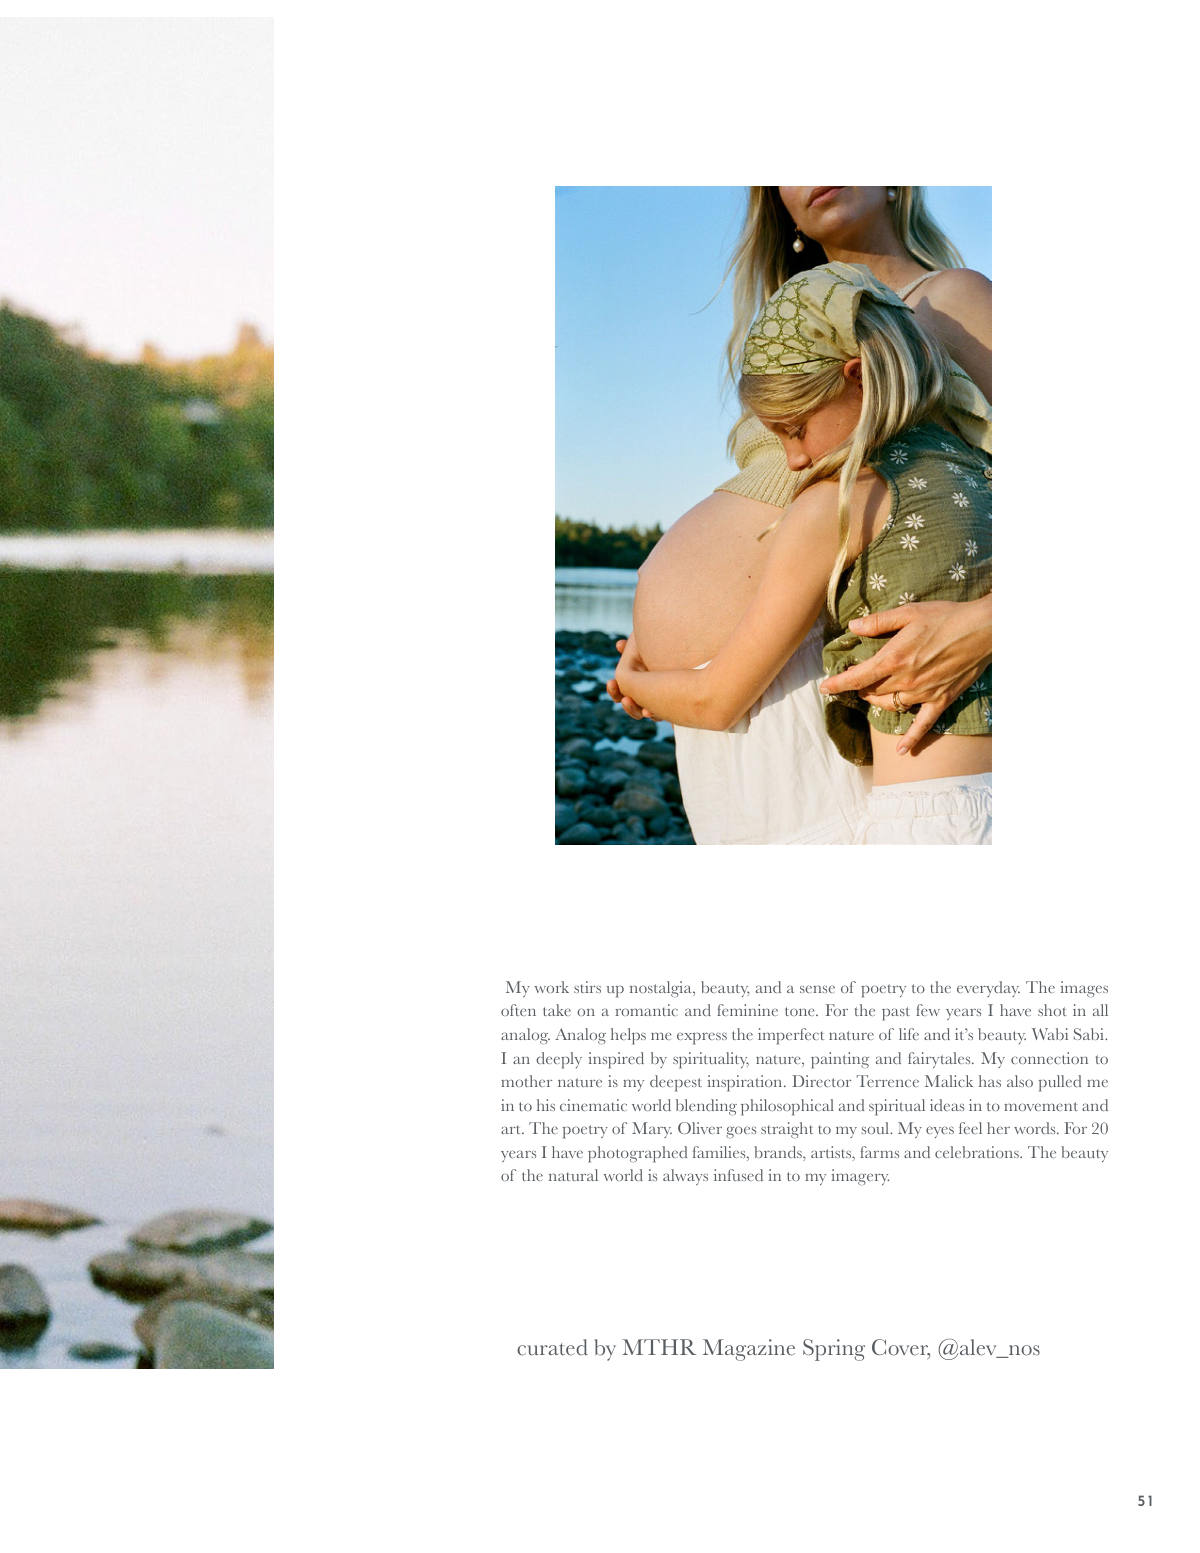 My work stirs up nostalgia, beauty, and a sense of poetry to the everyday. The images
often take on a romantic and feminine tone. For the past few years I have shot in all
analog. Analog helps me express the imperfect nature of life and it’s beauty. Wabi Sabi.
I an deeply inspired by spirituality, nature, painting and fairytales. My connection to
mother nature is my deepest inspiration. Director Terrence Malick has also pulled me
in to his cinematic world blending philosophical and spiritual ideas in to movement and
art. The poetry of Mary. Oliver goes straight to my soul. My eyes feel her words. For 20
years I have photographed families, brands, artists, farms and celebrations. The beauty
of the natural world is always infused in to my imagery.
curated by MTHR Magazine Spring Cover, @alev_nos
51